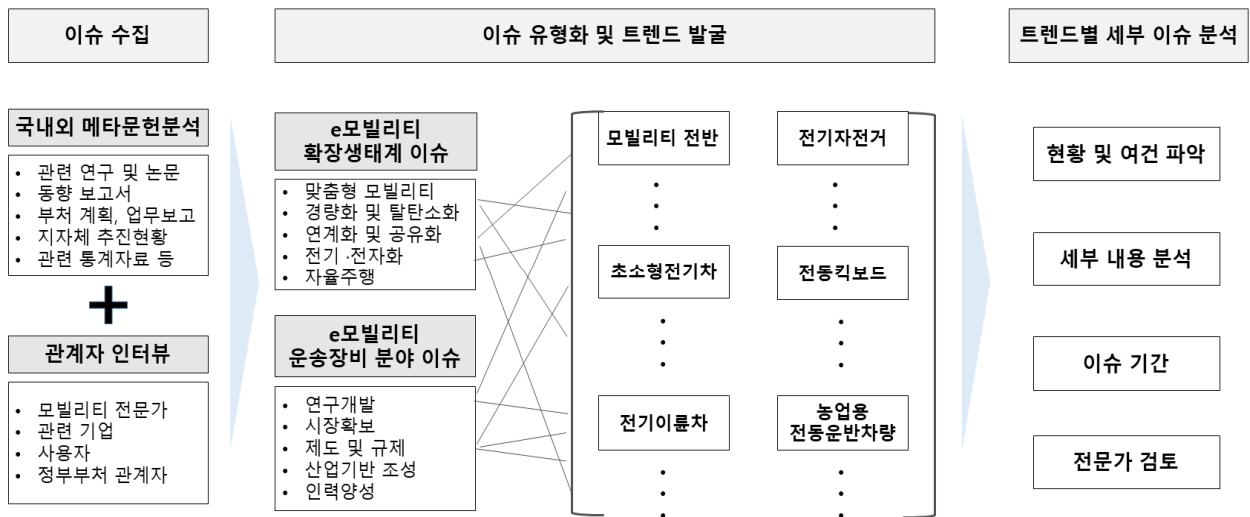 이슈 수집
이슈 유형화 및 트렌드 발굴
트렌드별 세부 이슈 분석
국내외 메타문헌분석
• 관련 연구 및 논문
• 동향 보고서
• 부처 계획, 업무보고
• 지자체 추진현황
• 관련 통계자료 등
관계자 인터뷰
• 모빌리티 전문가
• 관련 기업
• 사용자
• 정부부처 관계자
e모빌리티
확장생태계 이슈
• 맞춤형 모빌리티
• 경량화 및 탈탄소화
• 연계화 및 공유화
• 전기 ·전자화
• 자율주행
e모빌리티
운송장비 분야 이슈
• 연구개발
• 시장확보
• 제도 및 규제
• 산업기반 조성
• 인력양성
모빌리티 전반
전기자전거
초소형전기차
전동킥보드
전기이륜차
농업용
전동운반차량
현황 및 여건 파악
세부 내용 분석
이슈 기간
전문가 검토